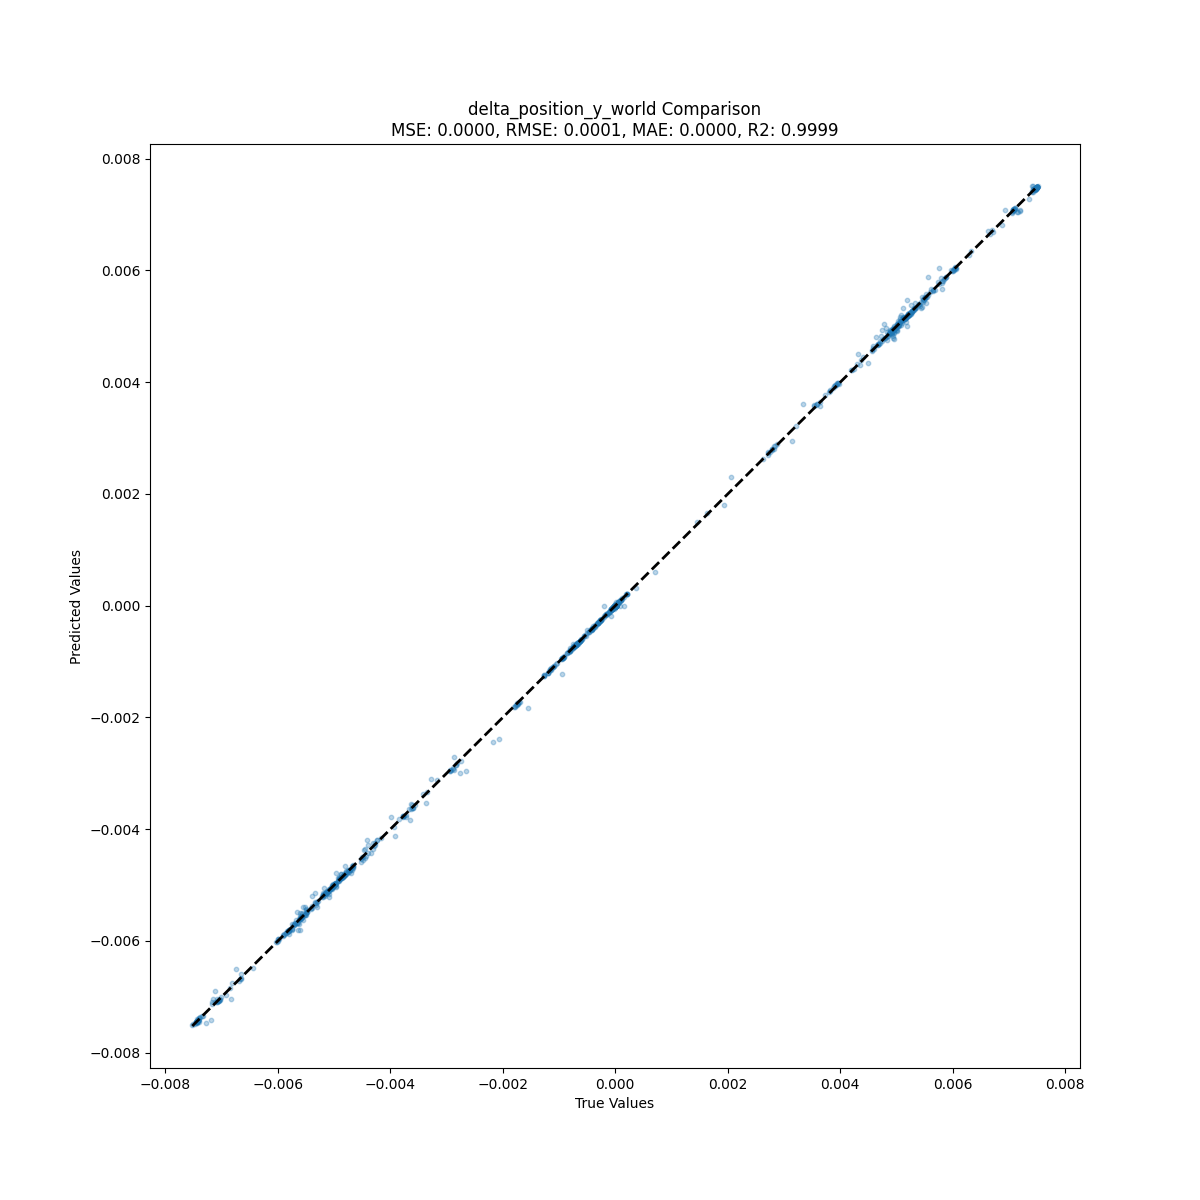 delta_position_y_world Comparison
MSE: 0.0000, RMSE: 0.0001, MAE: 0.0000, R2: 0.9999
0.008
0.006
0.004
0.002
0.000
−0.002
−0.004
−0.006
−0.008
Predicted Values
−0.008 −0.006 −0.004 −0.002 0.000 0.002 0.004 0.006 0.008
True Values